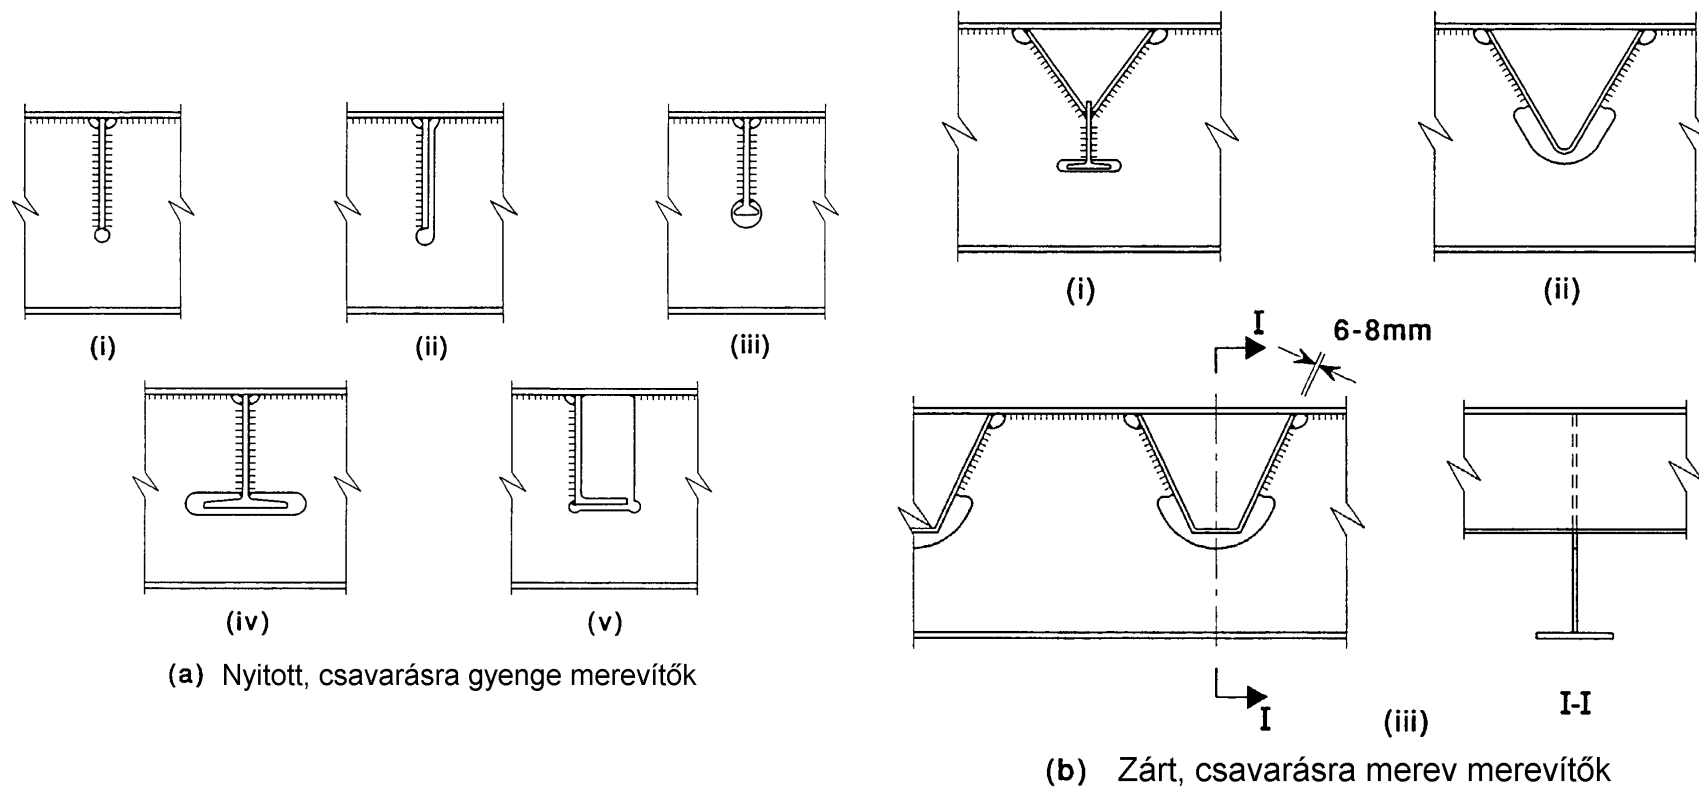 (i)
(ii)
(iii)
(iv)
(v)
(a) Nyitott, csavarásra gyenge merevítők
(i)
(ii)
I
6-8mm
I
(iii)
I-I
(b) Zárt, csavarásra merev merevítők